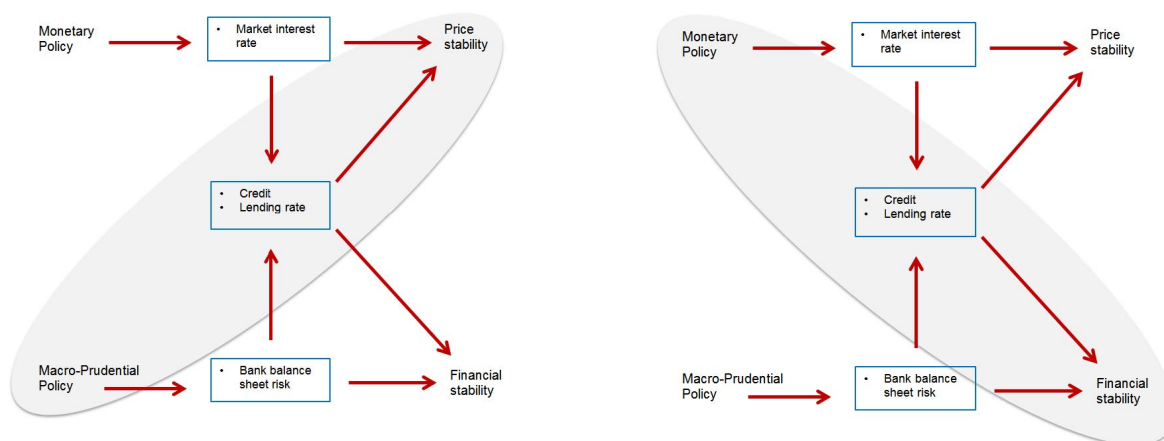 Monetary
Policy
• Market interest
rate
Price
stability
• Credit
• Lending rate
Macro-Prudential
Policy
• Bank balance
sheet risk
Financial
stability
Monetary
Policy
• Market interest
rate
Price
stability
• Credit
• Lending rate
Macro-Prudential
Policy
• Bank balance
sheet risk
Financial
stability